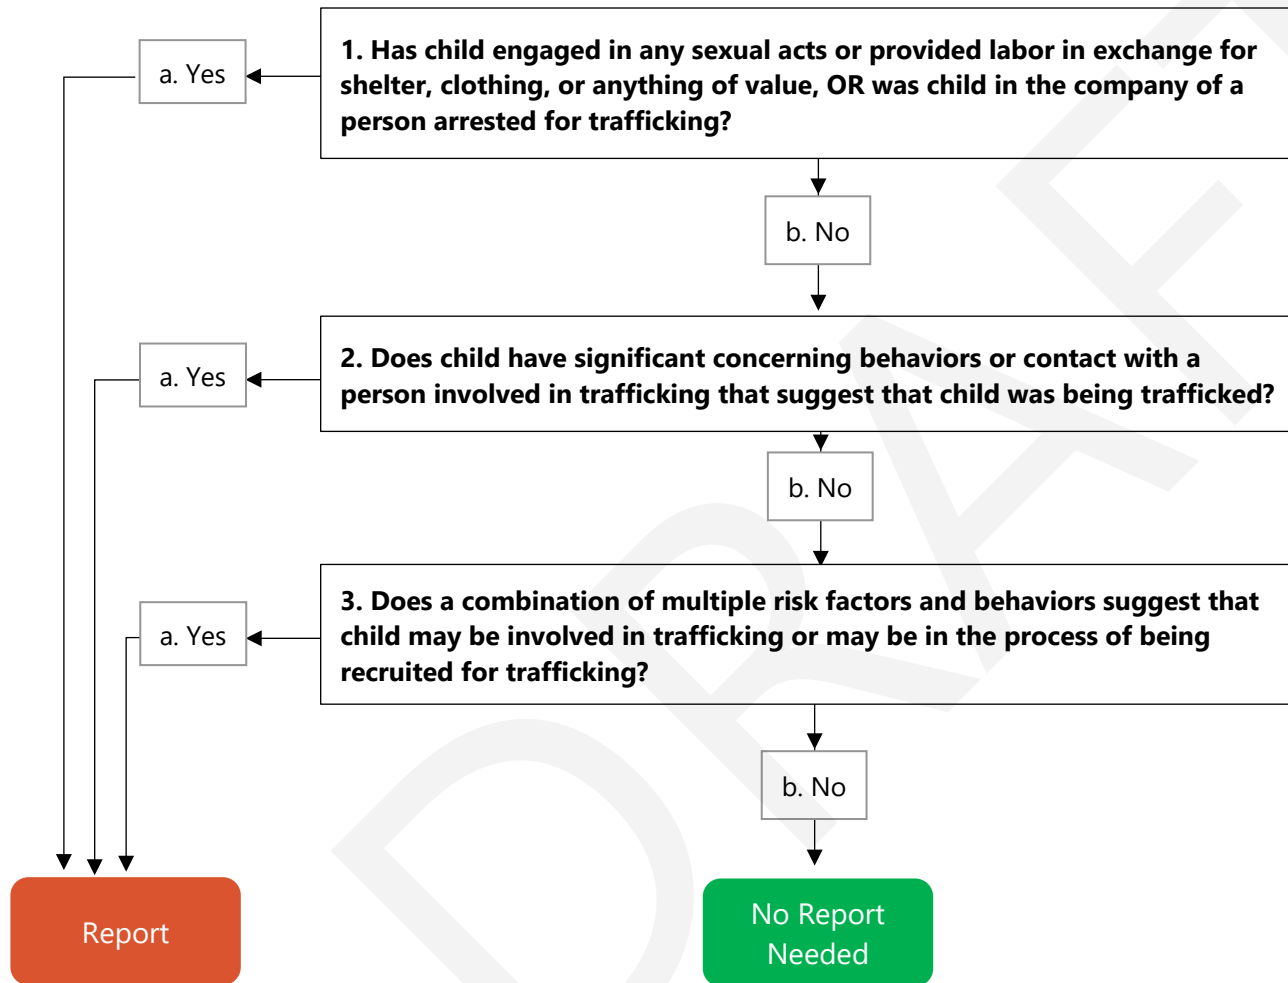 1. Has child engaged in any sexual acts or provided labor in exchange for
shelter, clothing, or anything of value, OR was child in the company of a
person arrested for trafficking?
a. Yes
b. No
2. Does child have significant concerning behaviors or contact with a
person involved in trafficking that suggest that child was being trafficked?
a. Yes
b. No
3. Does a combination of multiple risk factors and behaviors suggest that
child may be involved in trafficking or may be in the process of being
recruited for trafficking?
a. Yes
b. No
Report
No Report
Needed
DRAFT